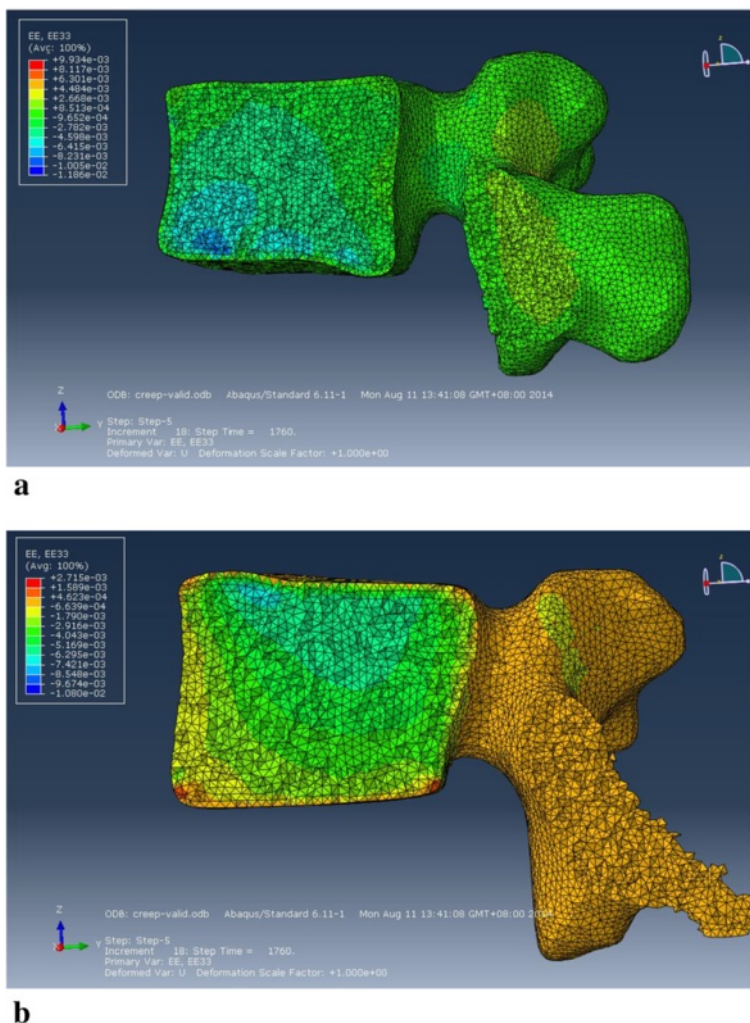 EE, EE33
(Avg: 100%)
+9.934e-03
+8.117e-03
+6.301e-03
+4.484e-03
+2.668e-03
+8.513e-04
-9.652e-04
-2.782e-03
-4.598e-03
-6.415e-03
-8.231e-03
-1.005e-02
-1.186e-02
z
ODB: creep-valid.odb Abaqus/Standard 6.11-1 Mon Aug 11 13:41:08 GMT+08:00 2014
Z
Y
Step: Step-5
Increment 18: Step Time = 1760.
Primary Var: EE, EE33
Deformed Var: U Deformation Scale Factor: +1.000e+00
a
EE, EE33
(Avg: 100%)
+2.715e-03
+1.589e-03
+4.623e-04
-6.639e-04
-1.790e-03
-2.916e-03
-4.043e-03
-5.169e-03
-6.295e-03
-7.421e-03
-8.548e-03
-9.674e-03
-1.080e-02
z
ODB: creep-valid.odb Abaqus/Standard 6.11-1 Mon Aug 11 13:41:08 GMT+08:00 2014
Z
Y
Step: Step-5
Increment 18: Step Time = 1760.
Primary Var: EE, EE33
Deformed Var: U Deformation Scale Factor: +1.000e+00
b